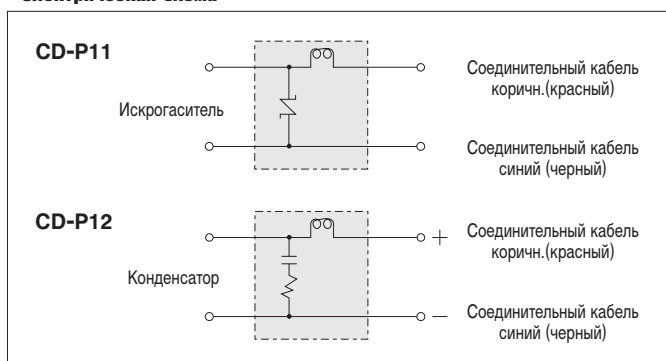 CD-P11
Соединительный кабель
коричн.(красный)
Искрогаситель
Соединительный кабель
синий (черный)
CD-P12
+
Соединительный кабель
коричн.(красный)
Конденсатор
—
Соединительный кабель
синий (черный)